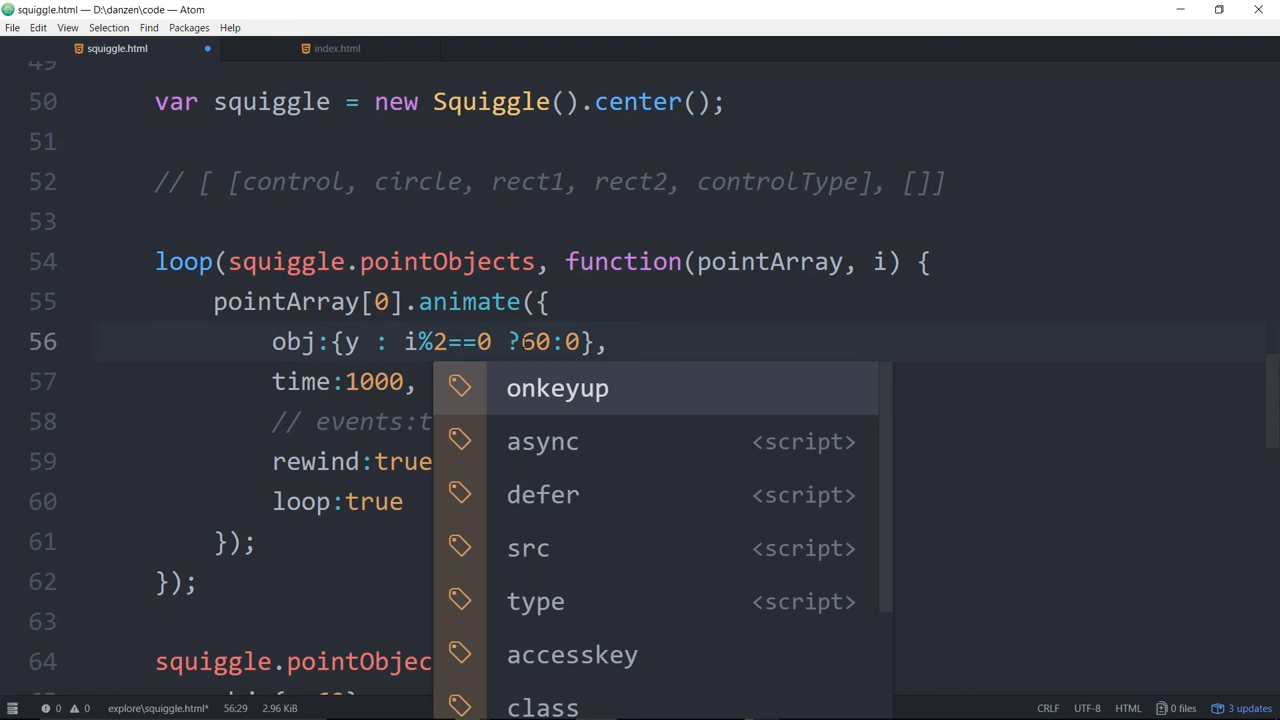 squiggle.html — D:\danzen\code — Atom
File Edit View Selection Find Packages Help
squiggle.html index.html
49
50 var squiggle = new Squiggle().center();
51
52 // [ [control, circle, rect1, rect2, controlType], []]
53
54 loop(squiggle.pointObjects, function(pointArray, i) {
55 pointArray[0].animate({
56 obj:{y : i%2==0 ?60:0},
57 time:1000,
58 // events:t
59 rewind:true
60 loop:true
61 });
62 });
63
64 squiggle.pointObjec
onkeyup
async <script>
defer <script>
src <script>
type <script>
accesskey
class
explore\squiggle.html* 56:29 2.96 KiB CRLF UTF-8 HTML 0 files 3 updates
0 0